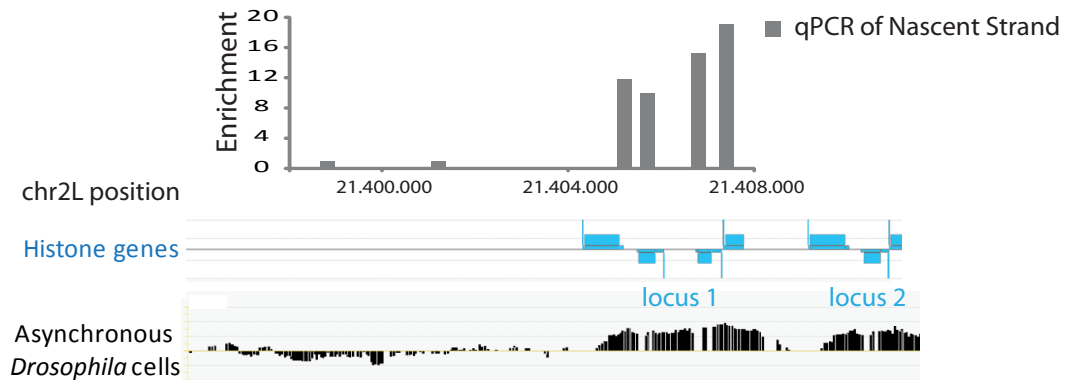 20
16
12
8
4
0
Enrichment
qPCR of Nascent Strand
21.400.000 21.404.000 21.408.000
chr2L position
Histone genes
locus 1 locus 2
Asynchronous
Drosophila cells